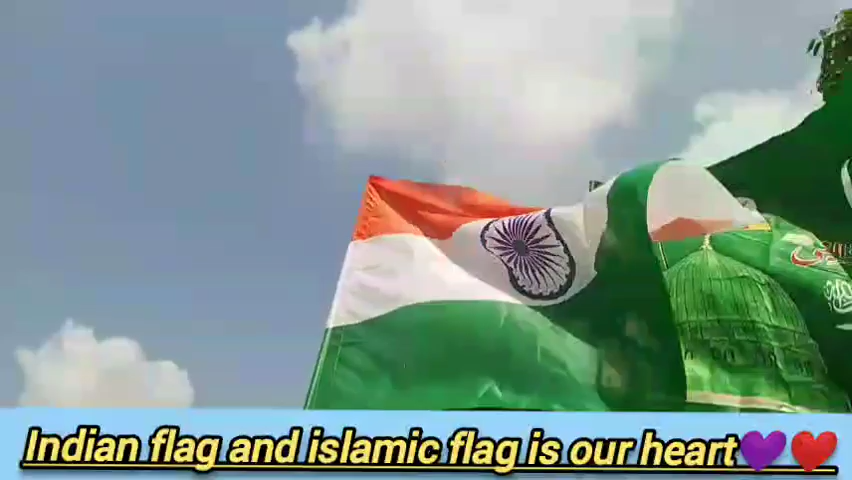 Indian flag and islamic flag is our heart💜❤️